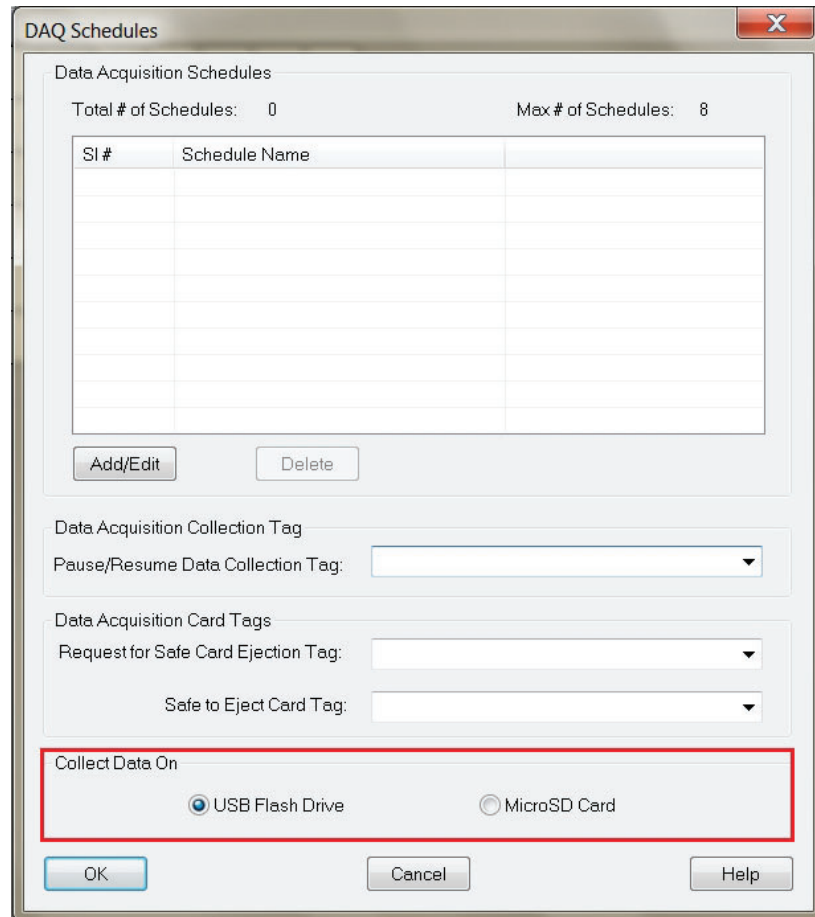 DAQ Schedules
X
Data Acquisition Schedules
Total # of Schedules: 0 Max # of Schedules: 8
SI # Schedule Name
Add/Edit Delete
Data Acquisition Collection Tag
Pause/Resume Data Collection Tag:
Data Acquisition Card Tags
Request for Safe Card Ejection Tag:
Safe to Eject Card Tag:
Collect Data On
USB Flash Drive MicroSD Card
OK Cancel Help